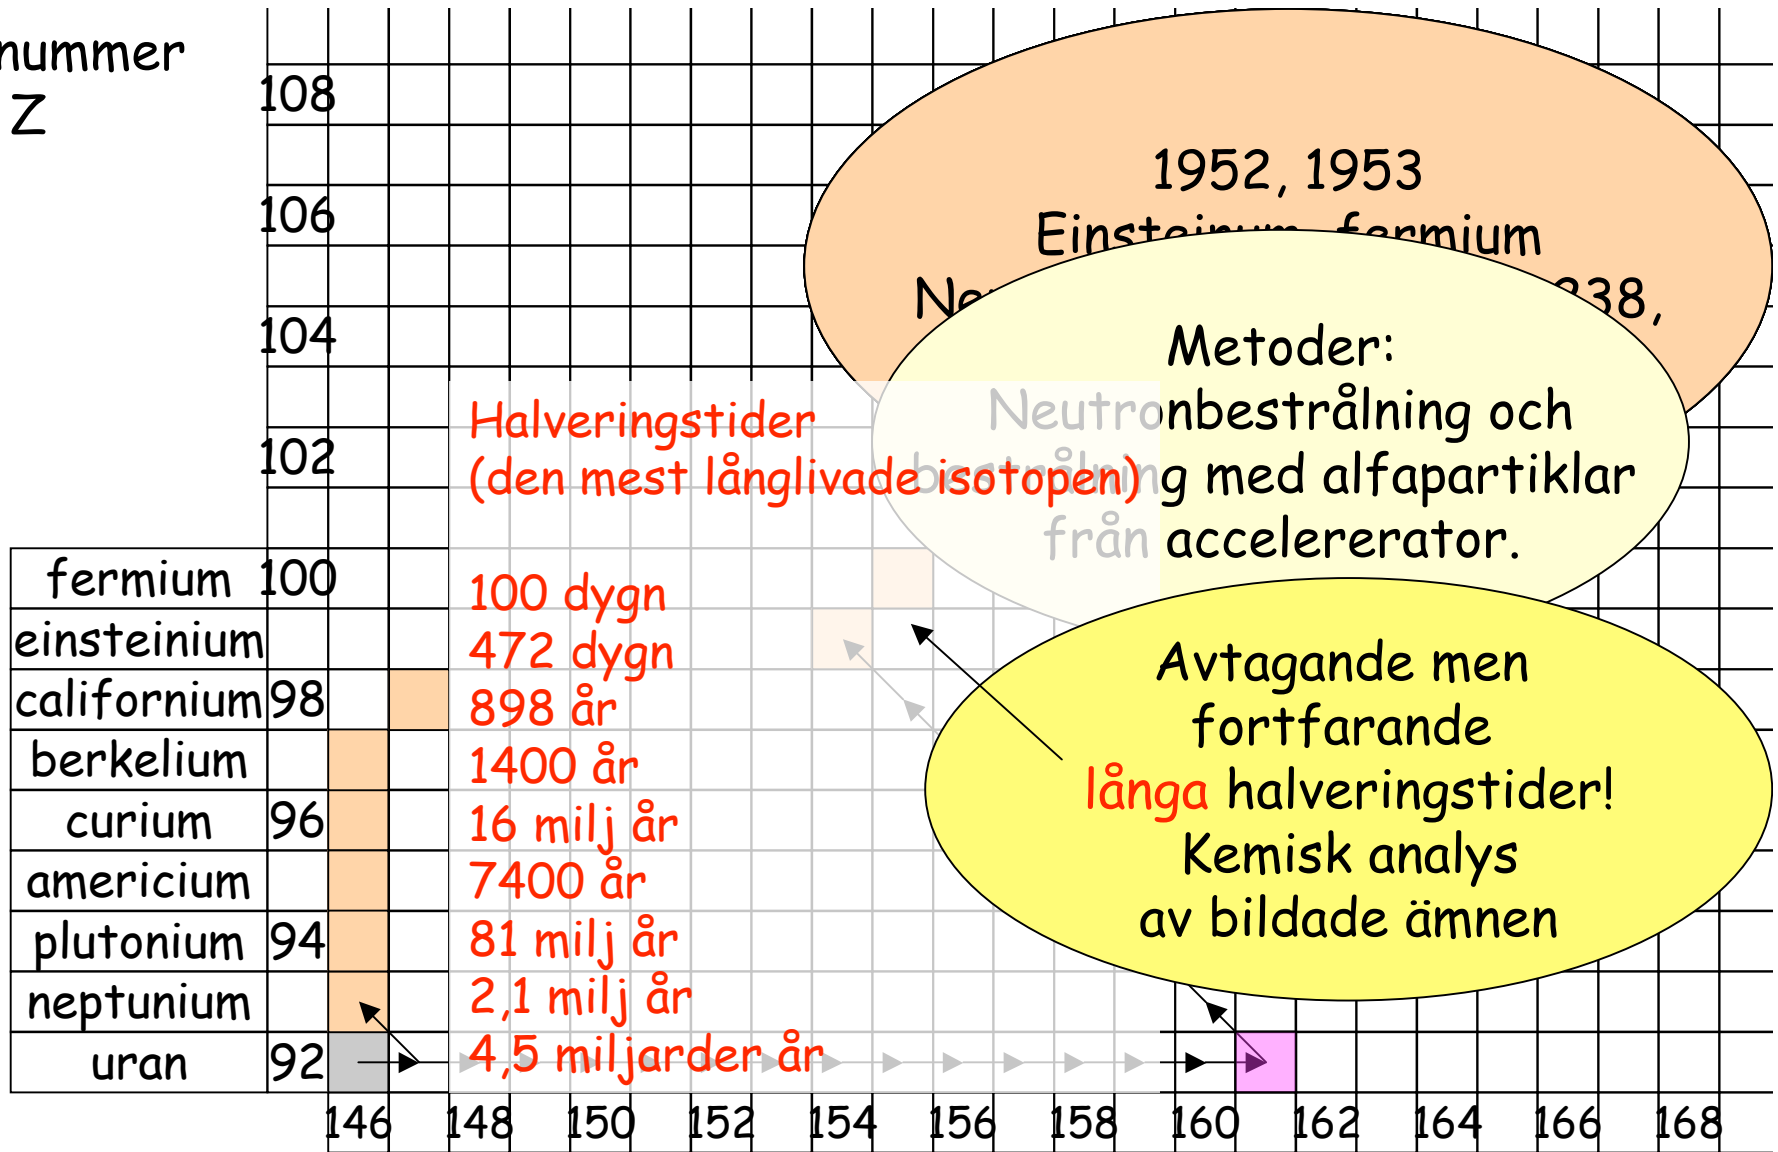 nummer
Z
108
106
104
102
1952, 1953
fermium
38,
Metoder:
Neutronbestrålning och
bestrålning med alfapartiklar
från accelererator.
Halveringstider
(den mest långlivade isotopen)
fermium 100 100 dygn
einsteinium 472 dygn
californium 98 898 år
berkelium 1400 år
curium 96 16 milj år
americium 7400 år
plutonium 94 81 milj år
neptunium 2,1 milj år
uran 92 4,5 miljarder år
Avtagande men
fortfarande
långa halveringstider!
Kemisk analys
av bildade ämnen
146 148 150 152 154 156 158 160 162 164 166 168